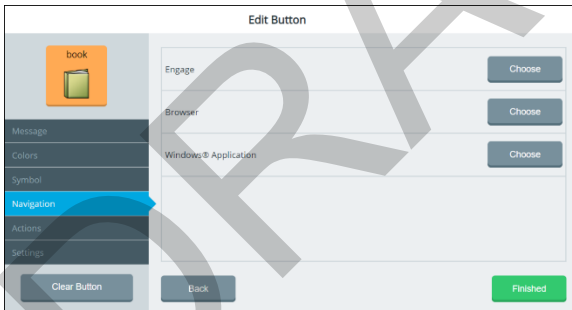 Edit Button
book
Message
Colors
Symbol
Navigation
Actions
Settings
Clear Button
Engage
Choose
Browser
Choose
Windows® Application
Choose
Back
Finished
DRA